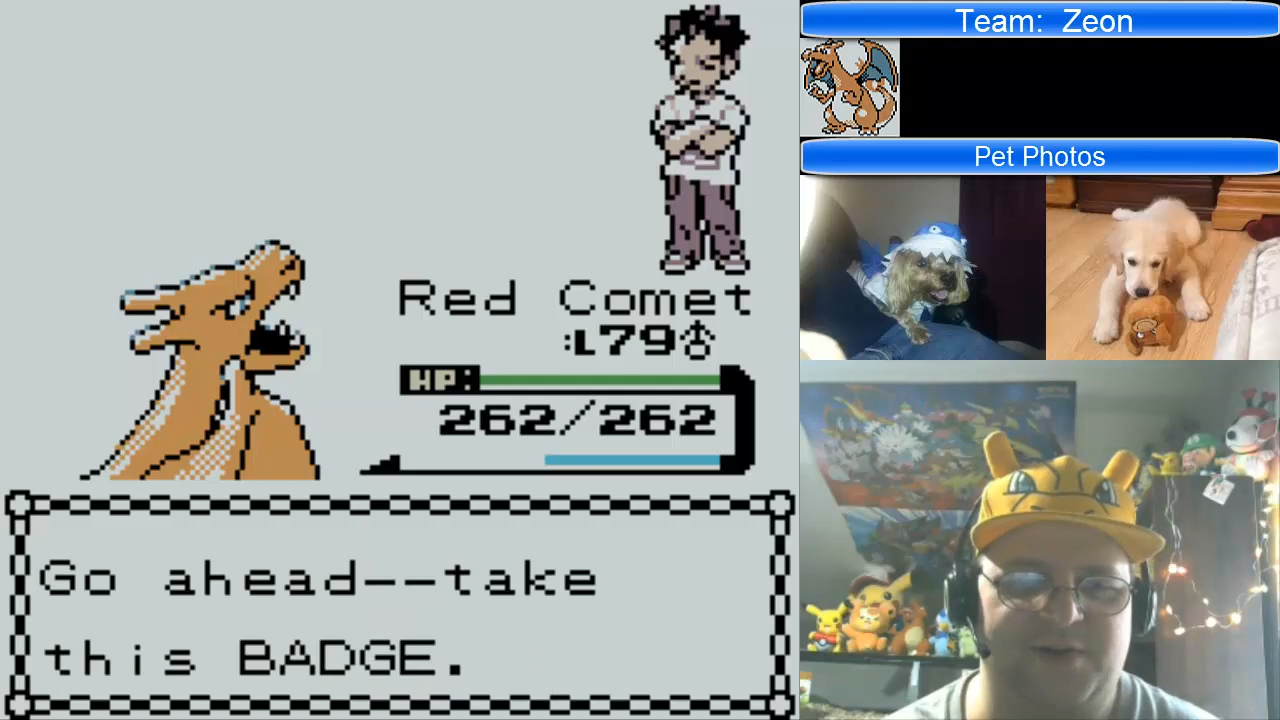 Team: Zeon
Pet Photos
Red Comet
:L79♂
HP:
262/262
Go ahead--take
this BADGE.